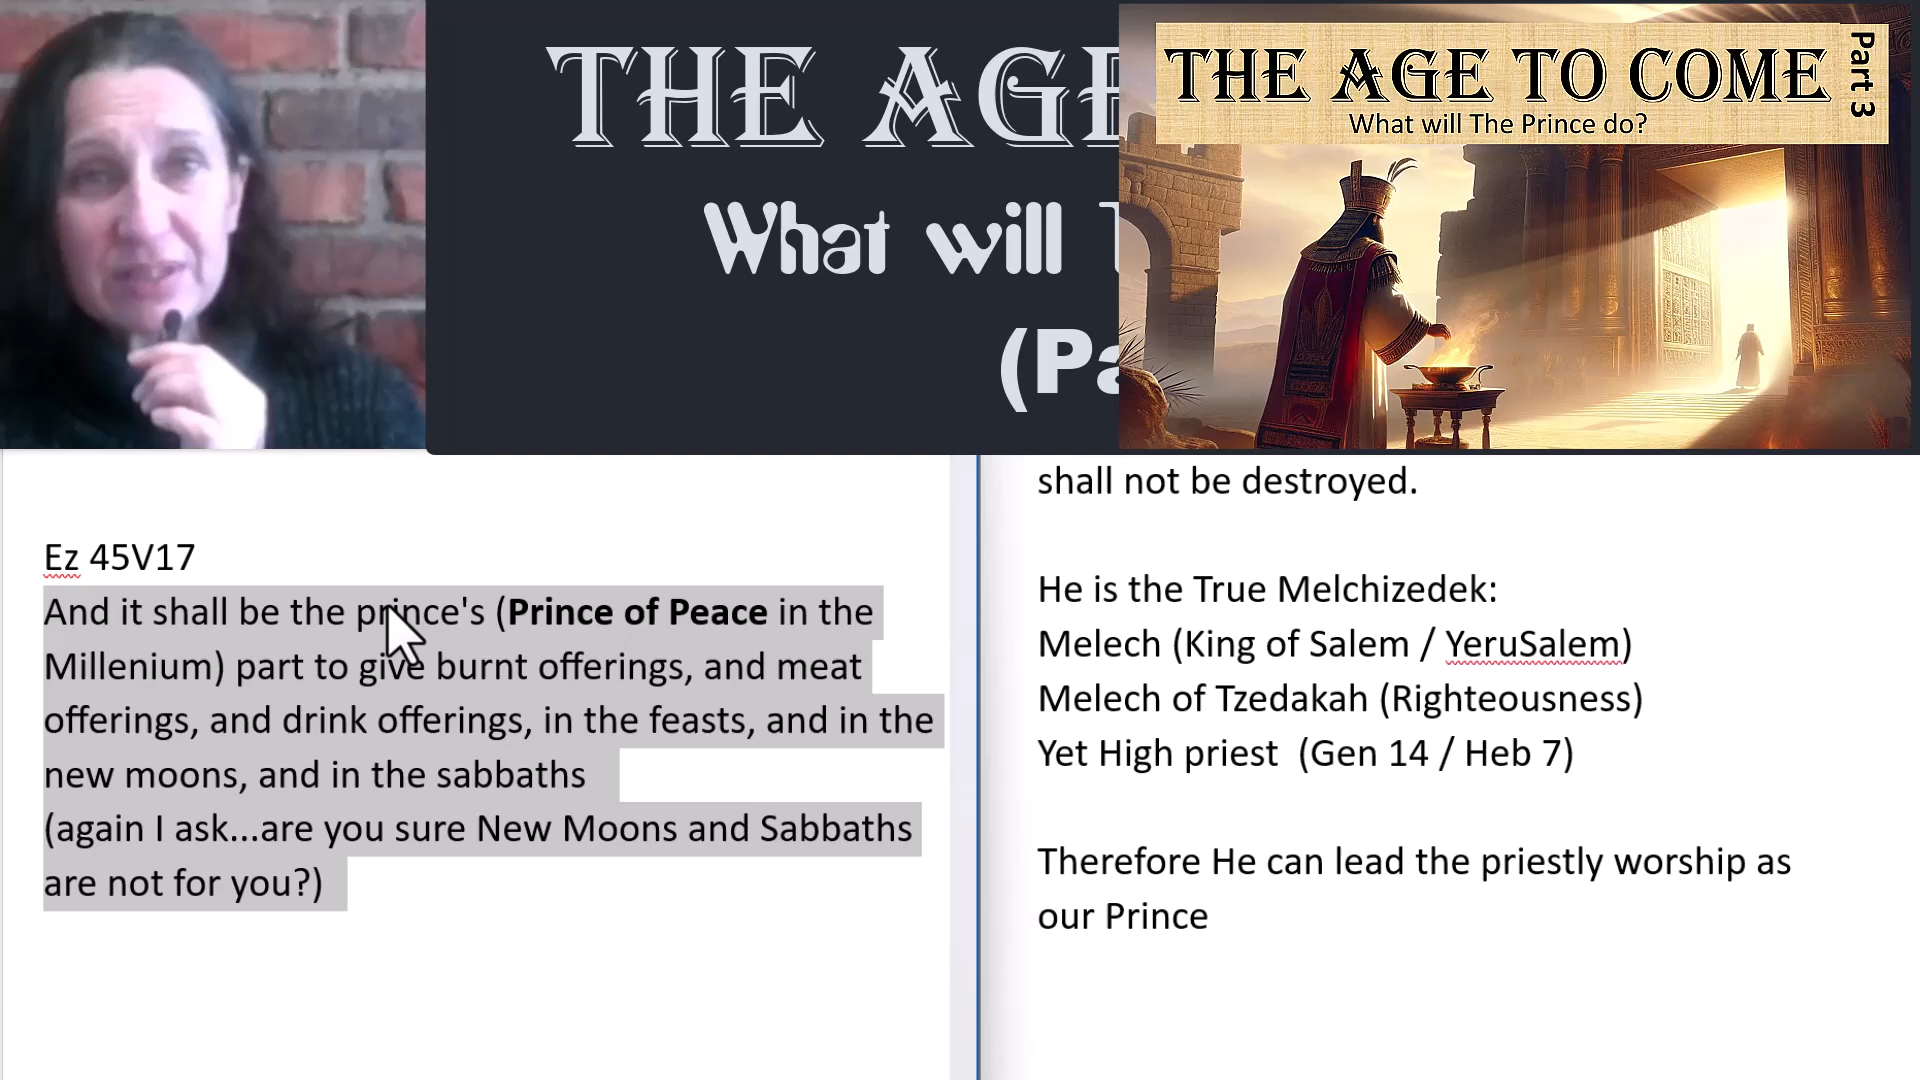 THE AGE
What will
(Pa
THE AGE TO COME
Part 3
What will The Prince do?
Ez 45V17
And it shall be the prince's (Prince of Peace in the
Millenium) part to give burnt offerings, and meat
offerings, and drink offerings, in the feasts, and in the
new moons, and in the sabbaths
(again I ask...are you sure New Moons and Sabbaths
are not for you?)
shall not be destroyed.
He is the True Melchizedek:
Melech (King of Salem / YeruSalem)
Melech of Tzedakah (Righteousness)
Yet High priest  (Gen 14 / Heb 7)
Therefore He can lead the priestly worship as
our Prince